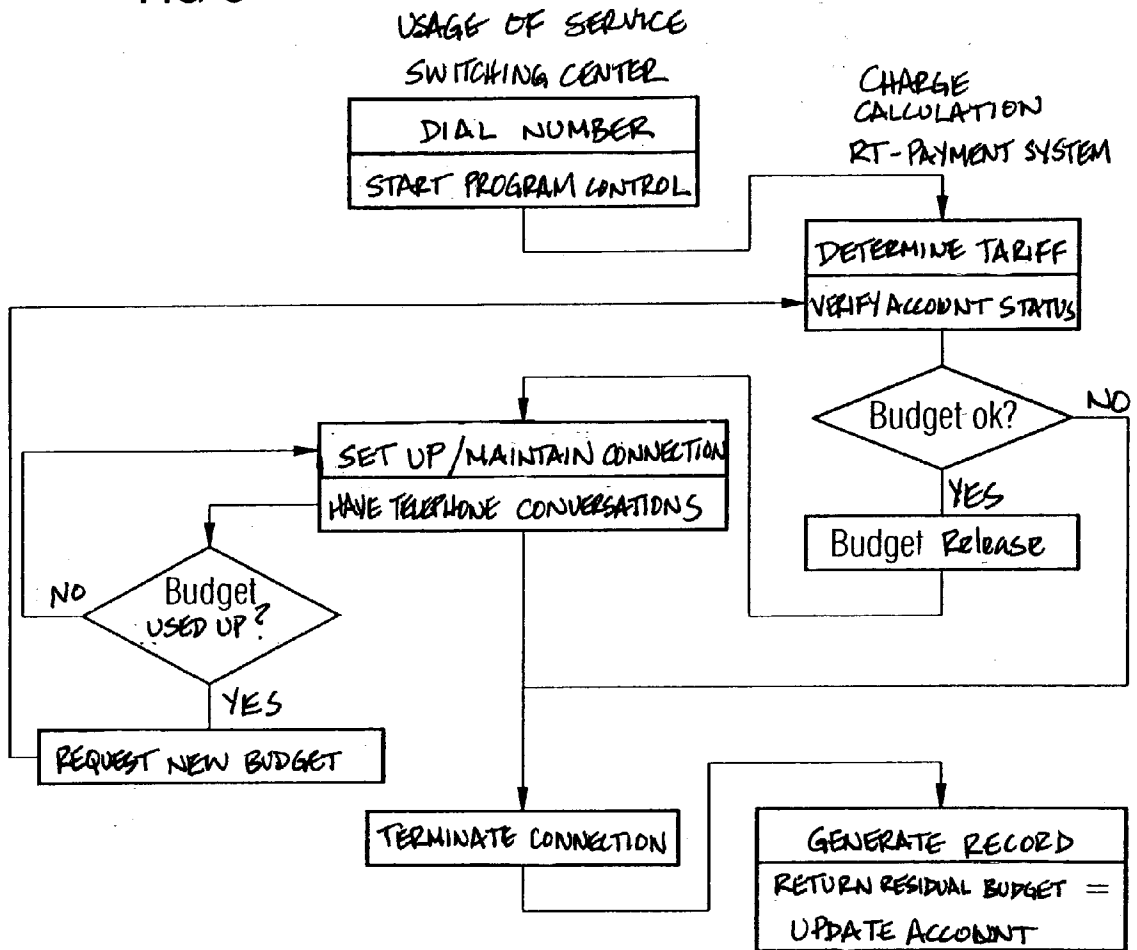 USAGE OF SERVICE
SWITCHING CENTER
DIAL NUMBER
START PROGRAM CONTROL
CHARGE
CALCULATION
RT-PAYMENT SYSTEM
DETERMINE TARIFF
VERIFY ACCOUNT STATUS
Budget ok?
NO
YES
Budget Release
SET UP/MAINTAIN CONNECTION
HAVE TELEPHONE CONVERSATIONS
NO
Budget
USED UP?
YES
REQUEST NEW BUDGET
TERMINATE CONNECTION
GENERATE RECORD
RETURN RESIDUAL BUDGET =
UPDATE ACCOUNT